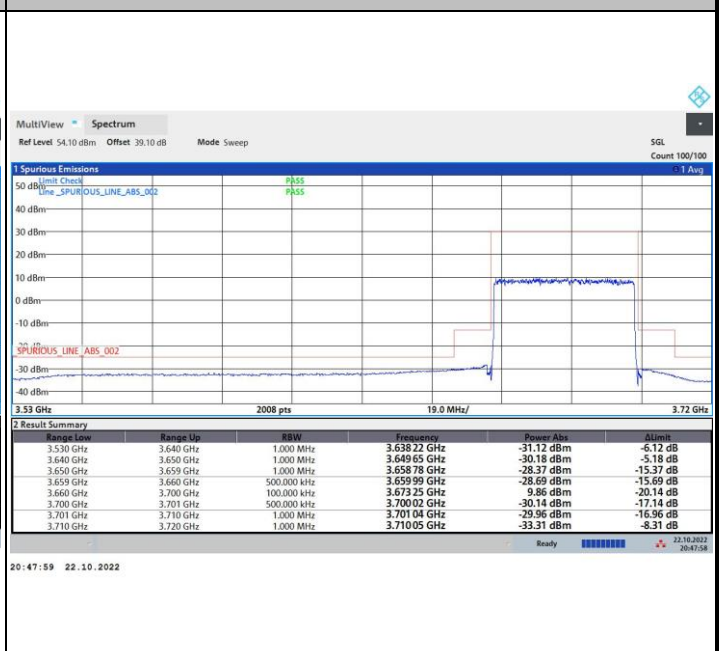 MultiView Spectrum
Ref Level 54.10 dBm Offset 39.10 dB Mode Sweep SGL
Count 100/100
1 Spurious Emissions 1 Avg
Limit Check PASS
50 dBm
Line _SPURIOUS_LINE_ABS_002 PASS
40 dBm
30 dBm
20 dBm
10 dBm
0 dBm
-10 dBm
-20 dBm
_SPURIOUS_LINE_ABS_002
-30 dBm
-40 dBm
3.53 GHz 2008 pts 19.0 MHz/ 3.72 GHz
2 Result Summary
Range Low Range Up RBW Frequency Power Abs ΔLimit
3.530 GHz 3.640 GHz 1.000 MHz 3.63822 GHz -31.12 dBm -6.12 dB
3.640 GHz 3.650 GHz 1.000 MHz 3.64965 GHz -30.18 dBm -5.18 dB
3.650 GHz 3.659 GHz 1.000 MHz 3.65878 GHz -28.37 dBm -15.37 dB
3.659 GHz 3.660 GHz 500.000 kHz 3.65999 GHz -28.69 dBm -15.69 dB
3.660 GHz 3.700 GHz 100.000 kHz 3.67325 GHz 9.86 dBm -20.14 dB
3.700 GHz 3.701 GHz 500.000 kHz 3.70002 GHz -30.14 dBm -17.14 dB
3.701 GHz 3.710 GHz 1.000 MHz 3.70104 GHz -29.96 dBm -16.96 dB
3.710 GHz 3.720 GHz 1.000 MHz 3.71005 GHz -33.31 dBm -8.31 dB
Ready 22.10.2022
20:47:58
20:47:59 22.10.2022